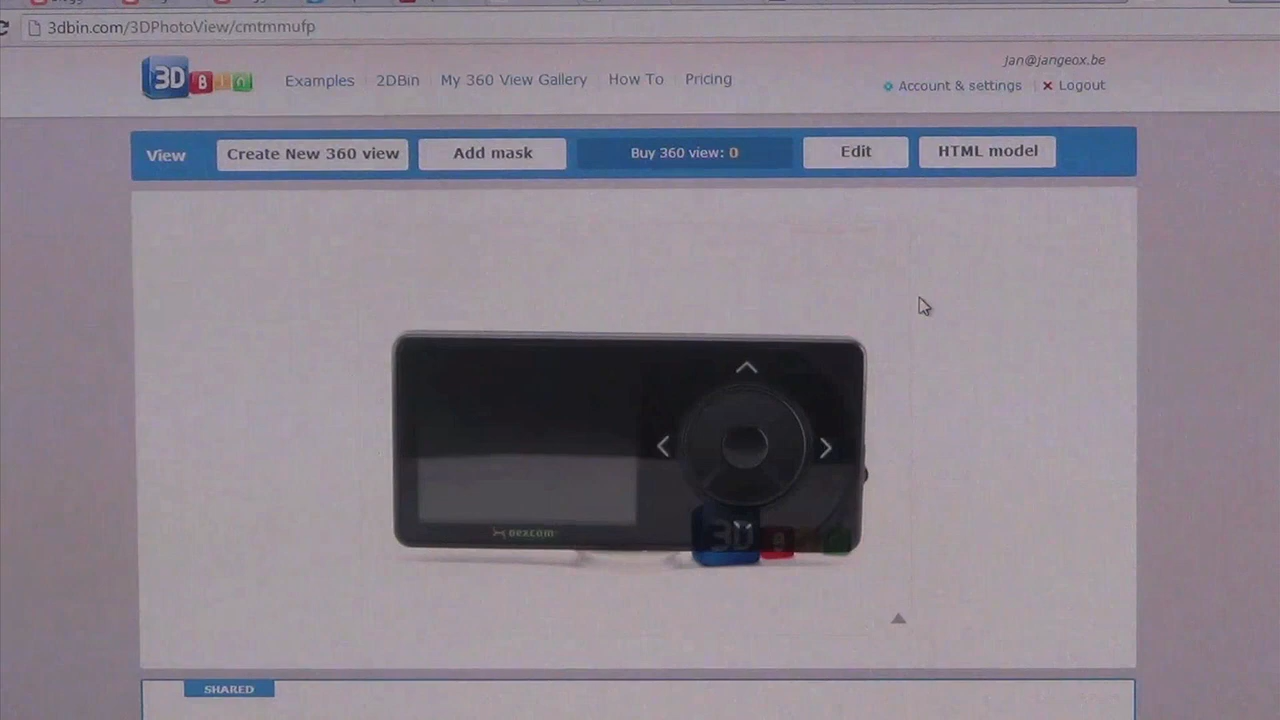 3dbin.com/3DPhotoView/cmtmmufp
jan@jangeox.be
3D Bin
Examples 2DBin My 360 View Gallery How To Pricing
Account & settings Logout
View Create New 360 view Add mask Buy 360 view: 0 Edit HTML model
Dexcom
3D B
SHARED